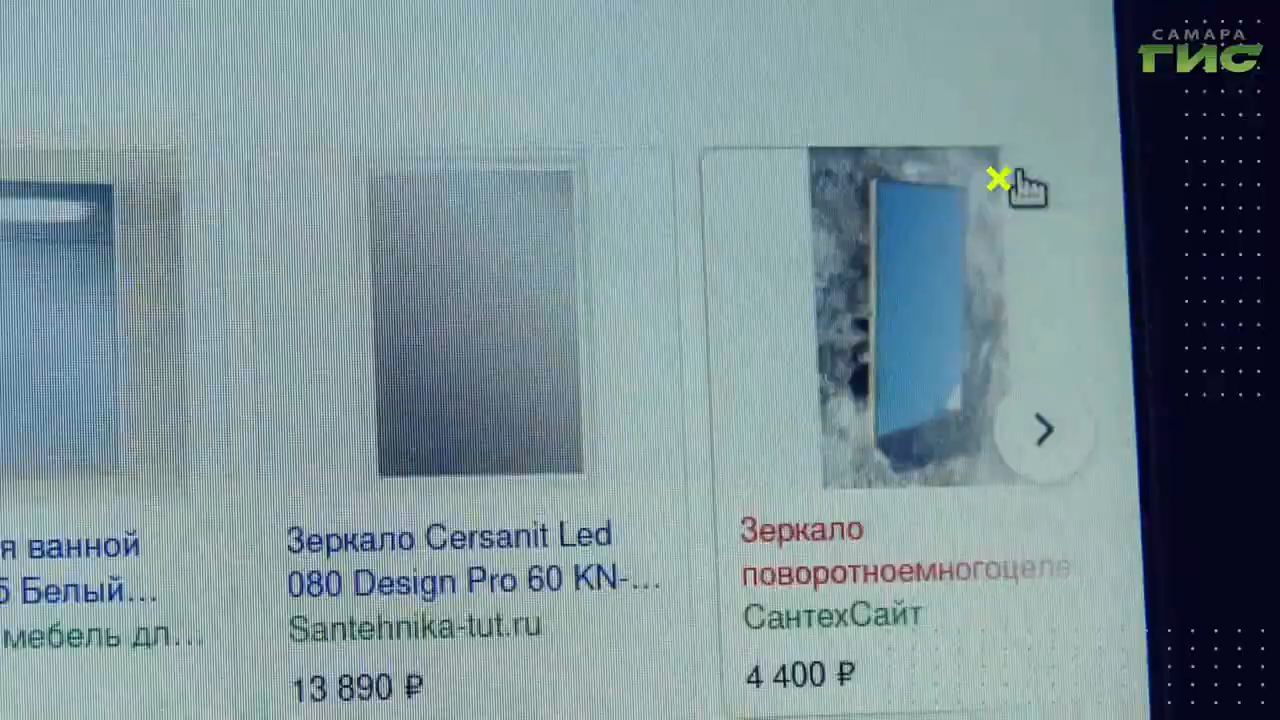 САМАРА
ГИС
я ванной
5 Белый...
мебель дл...
Зеркало Cersanit Led
080 Design Pro 60 KN-...
Santehnika-tut.ru
13 890 ₽
Зеркало
поворотноемногоцеле
СантехСайт
4 400 ₽